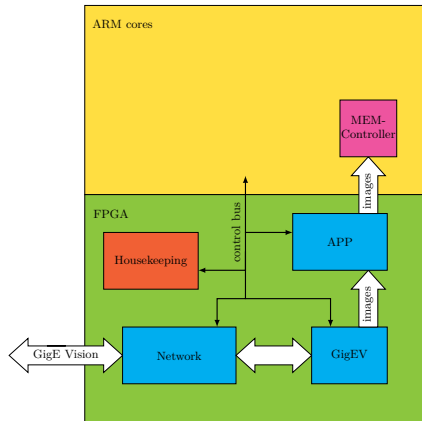 ARM cores
MEM-
Controller
images
control bus
FPGA
APP
Housekeeping
images
GigE Vision
Network
GigEV